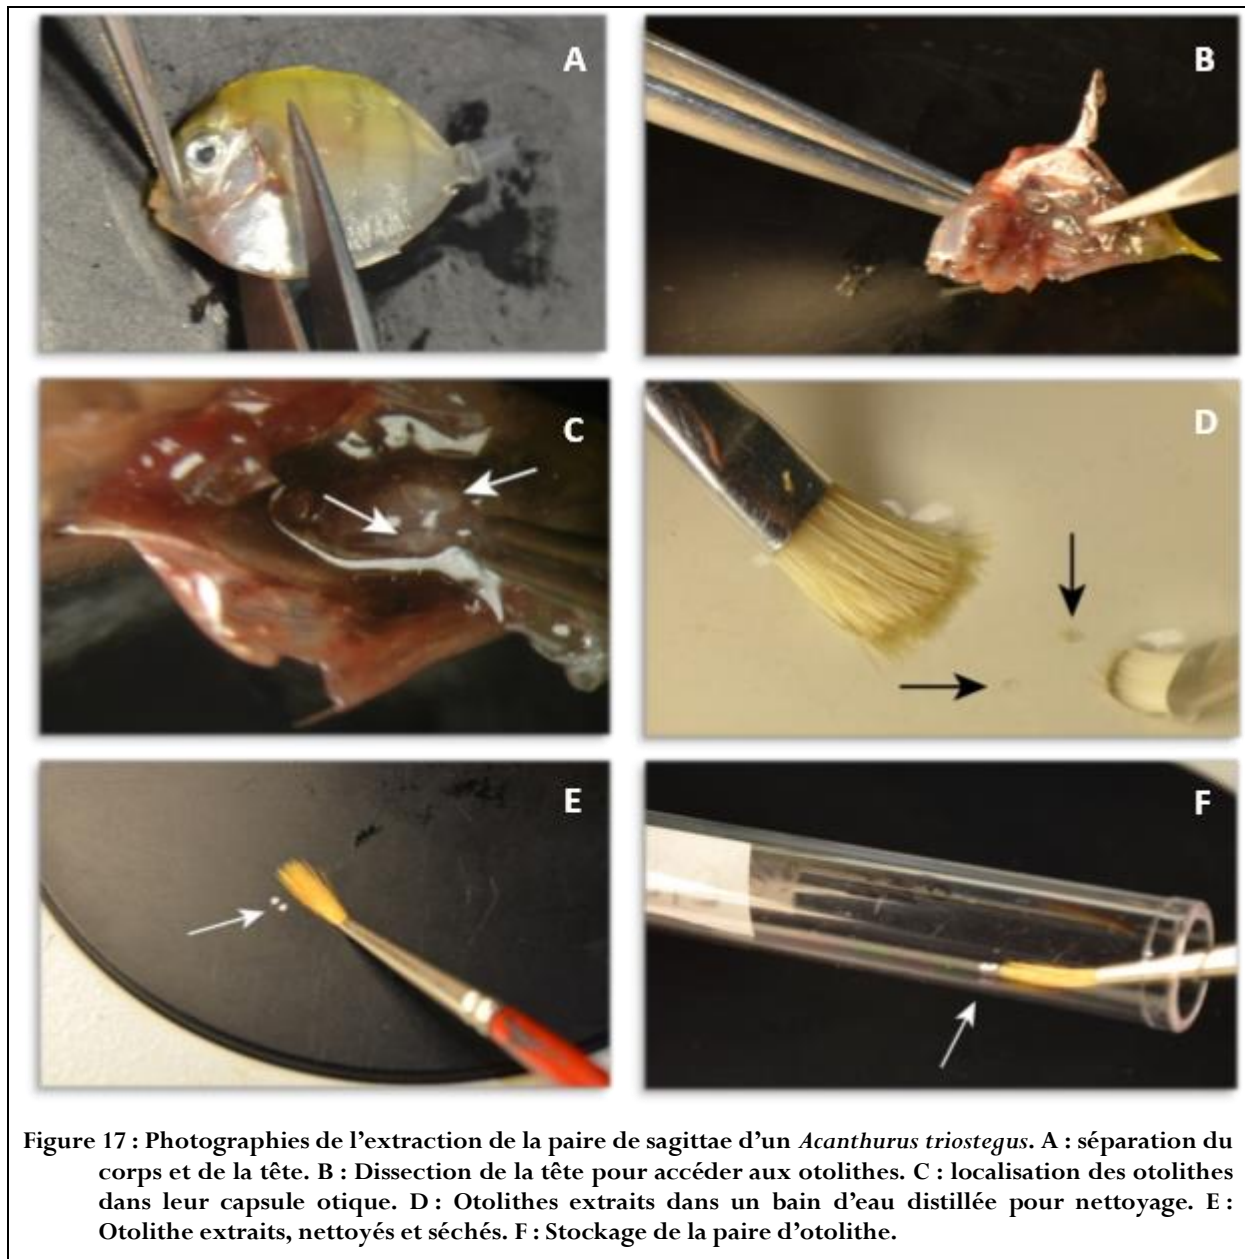 A
B
C
D
E
F
Figure 17 : Photographies de l’extraction de la paire de sagittae d’un Acanthurus triostegus. A : séparation du
corps et de la tête. B : Dissection de la tête pour accéder aux otolithes. C : localisation des otolithes
dans leur capsule otique. D : Otolithes extraits dans un bain d’eau distillée pour nettoyage. E :
Otolithe extraits, nettoyés et séchés. F : Stockage de la paire d’otolithe.